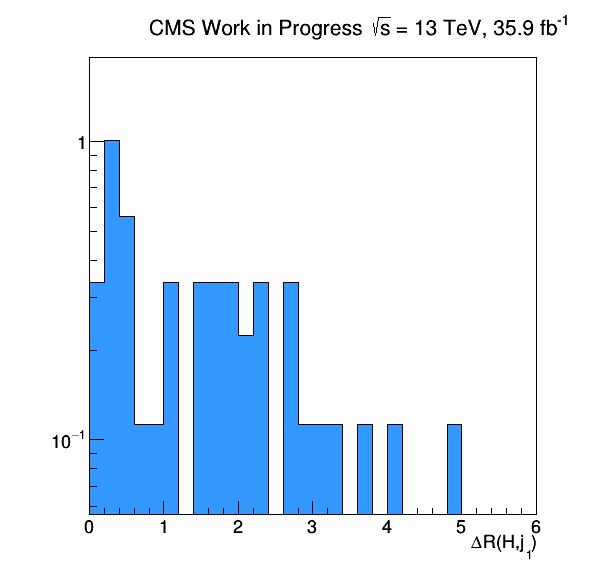 CMS Work in Progress √s = 13 TeV, 35.9 fb⁻¹
1
10⁻¹
0 1 2 3 4 5 6
ΔR(H,j₁)